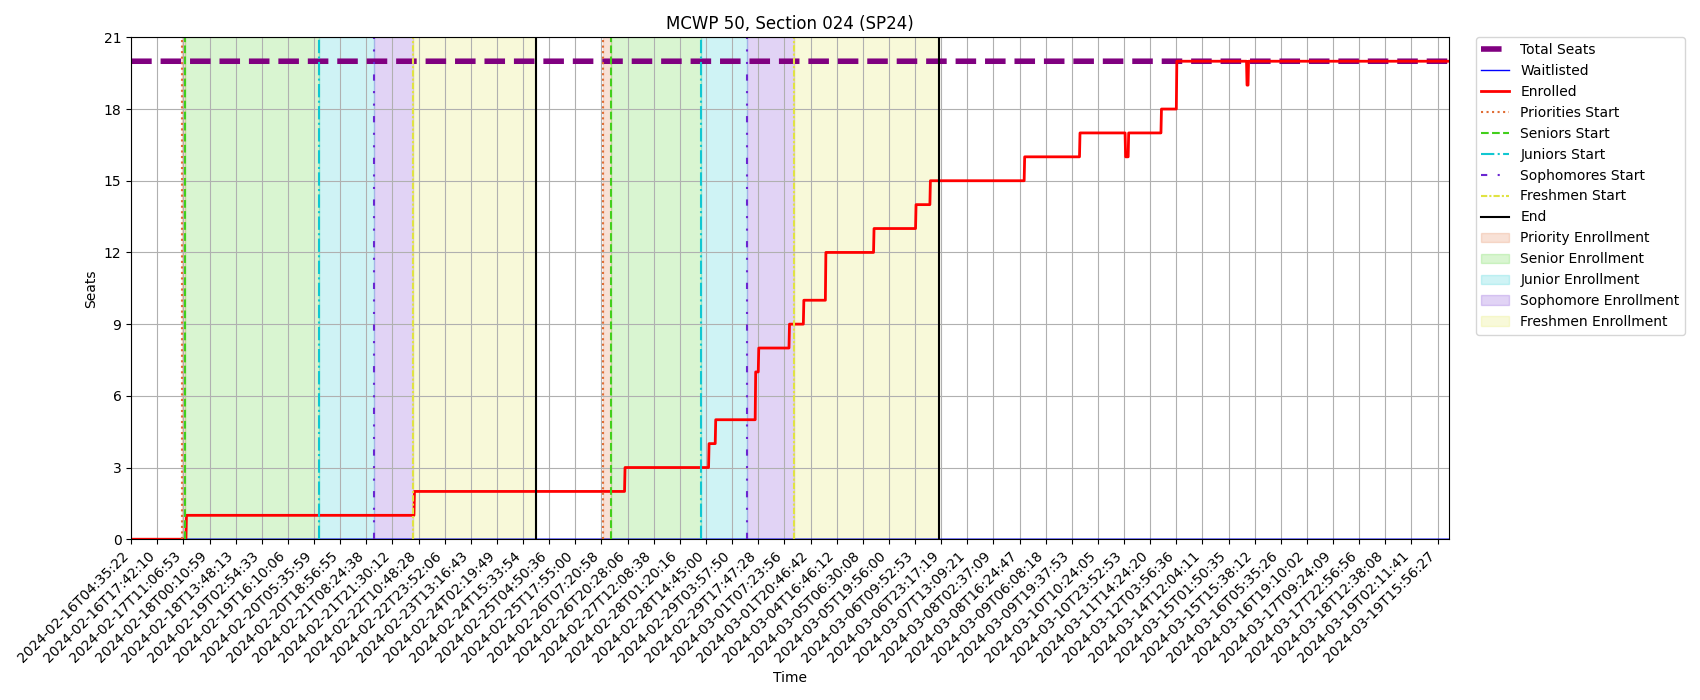 MCWP 50, Section 024 (SP24)
21
18
15
12
9
6
3
0
Seats
2024-02-16T04:35:22
2024-02-16T17:42:10
2024-02-17T11:06:53
2024-02-18T00:10:59
2024-02-18T13:48:13
2024-02-19T02:54:33
2024-02-19T16:10:06
2024-02-20T05:35:59
2024-02-20T18:56:55
2024-02-21T08:24:38
2024-02-21T21:30:12
2024-02-22T10:48:28
2024-02-22T23:52:06
2024-02-23T13:16:43
2024-02-24T02:19:49
2024-02-24T15:33:54
2024-02-25T04:50:36
2024-02-25T17:55:00
2024-02-26T07:20:58
2024-02-26T20:28:06
2024-02-27T12:08:38
2024-02-28T01:20:16
2024-02-28T14:45:00
2024-02-29T03:57:50
2024-02-29T17:47:28
2024-03-01T07:23:56
2024-03-01T20:46:42
2024-03-04T16:46:12
2024-03-05T06:30:08
2024-03-05T19:56:00
2024-03-06T09:52:53
2024-03-06T23:17:19
2024-03-07T13:09:21
2024-03-08T02:37:09
2024-03-08T16:24:47
2024-03-09T06:08:18
2024-03-09T19:37:53
2024-03-10T10:24:05
2024-03-10T23:52:53
2024-03-11T14:24:20
2024-03-12T03:56:36
2024-03-14T12:04:11
2024-03-15T01:50:35
2024-03-15T15:38:12
2024-03-16T05:35:26
2024-03-16T19:10:02
2024-03-17T09:24:09
2024-03-17T22:56:56
2024-03-18T12:38:08
2024-03-19T02:11:41
2024-03-19T15:56:27
Time
Total Seats
Waitlisted
Enrolled
Priorities Start
Seniors Start
Juniors Start
Sophomores Start
Freshmen Start
End
Priority Enrollment
Senior Enrollment
Junior Enrollment
Sophomore Enrollment
Freshmen Enrollment